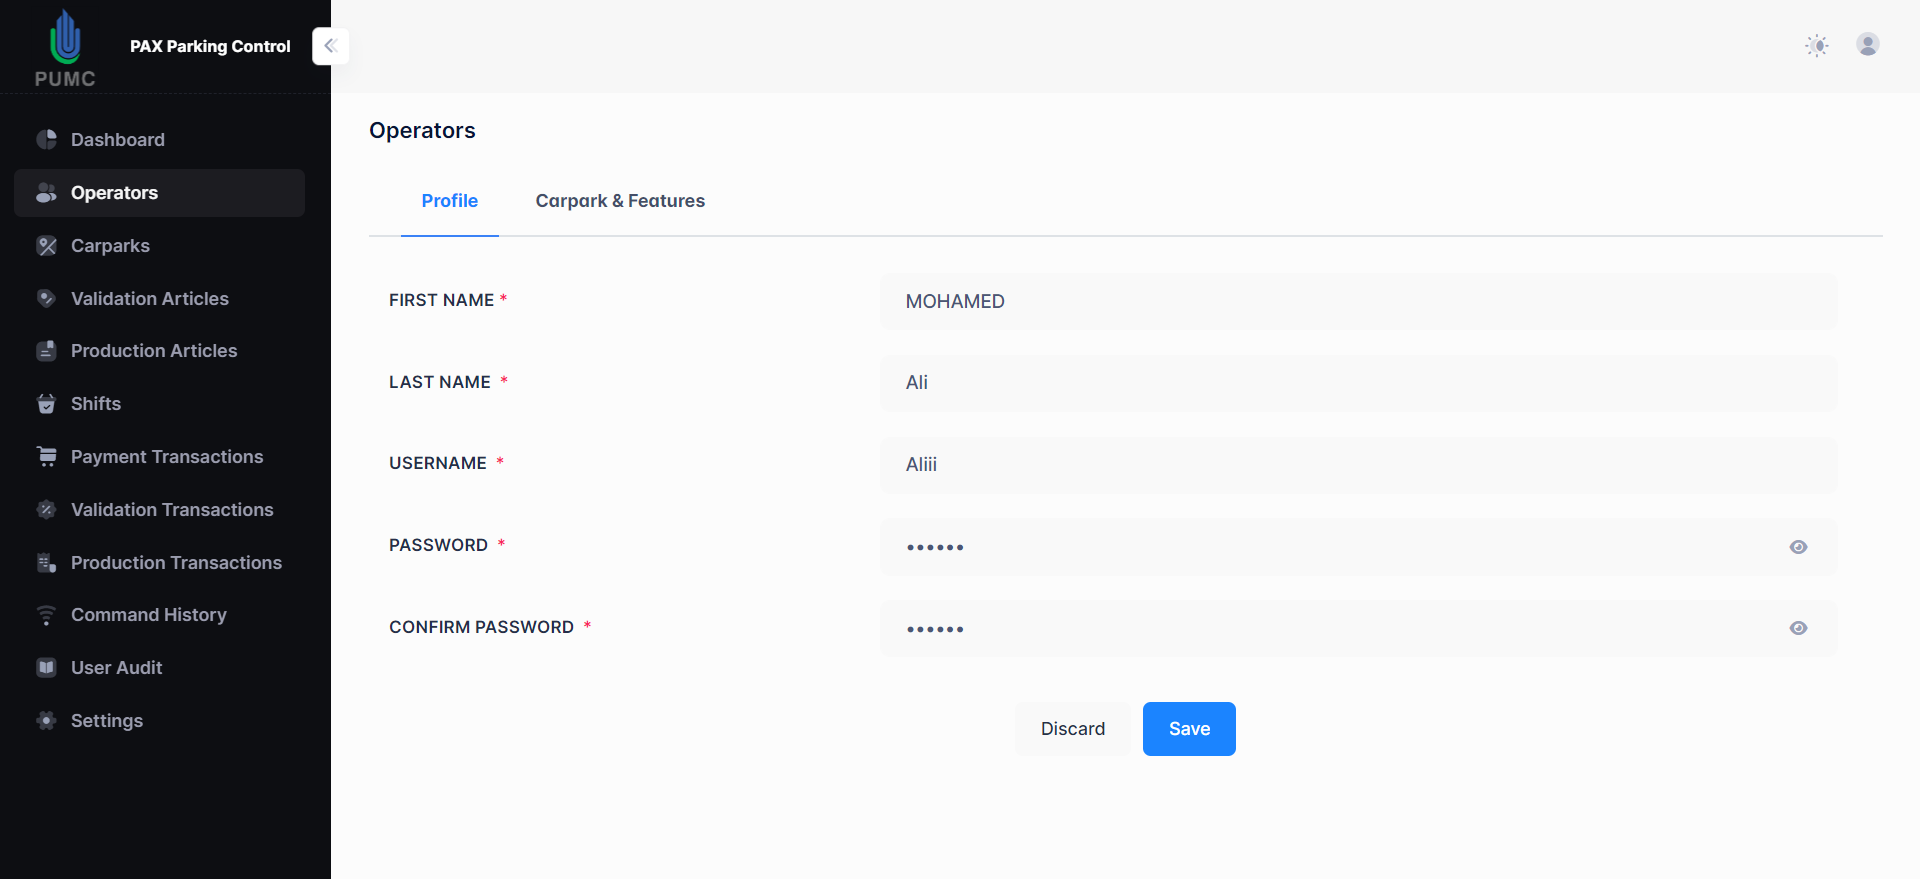 PUMC
PAX Parking Control
Dashboard
Operators
Carparks
Validation Articles
Production Articles
Shifts
Payment Transactions
Validation Transactions
Production Transactions
Command History
User Audit
Settings
Operators
Profile
Carpark & Features
FIRST NAME *
MOHAMED
LAST NAME *
Ali
USERNAME *
Aliii
PASSWORD *
••••••
CONFIRM PASSWORD *
••••••
Discard
Save